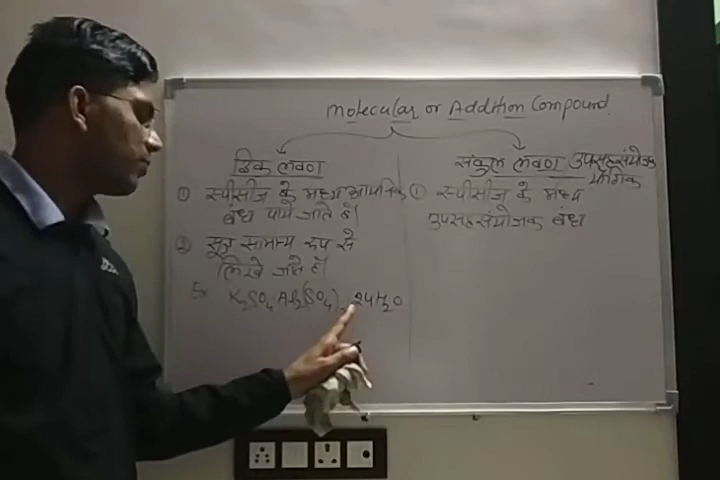 molecular or Addition Compound.
द्विक लवण
① स्पीसीज के मध्य आयनिक
बंध पाये जाते हैं।
② सूत्र सामान्य रूप से
लिखे जाते हैं।
Ex K₂SO₄ Al₂(SO₄) 24H₂O
संकुल लवण उपसहसंयोजक
यौगिक
① स्पीसीज के मध्य
उपसहसंयोजक बंध